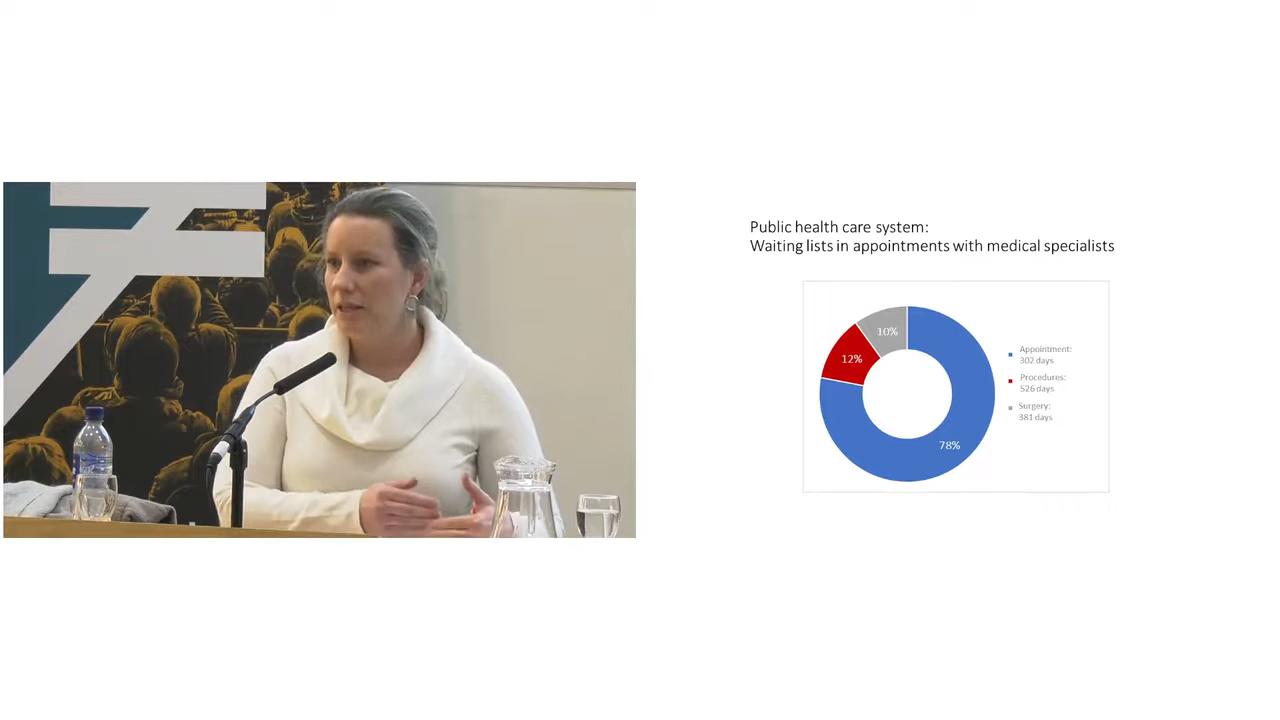 Public health care system:
Waiting lists in appointments with medical specialists
10%
12%
78%
Appointment:
302 days
Procedures:
526 days
Surgery:
381 days